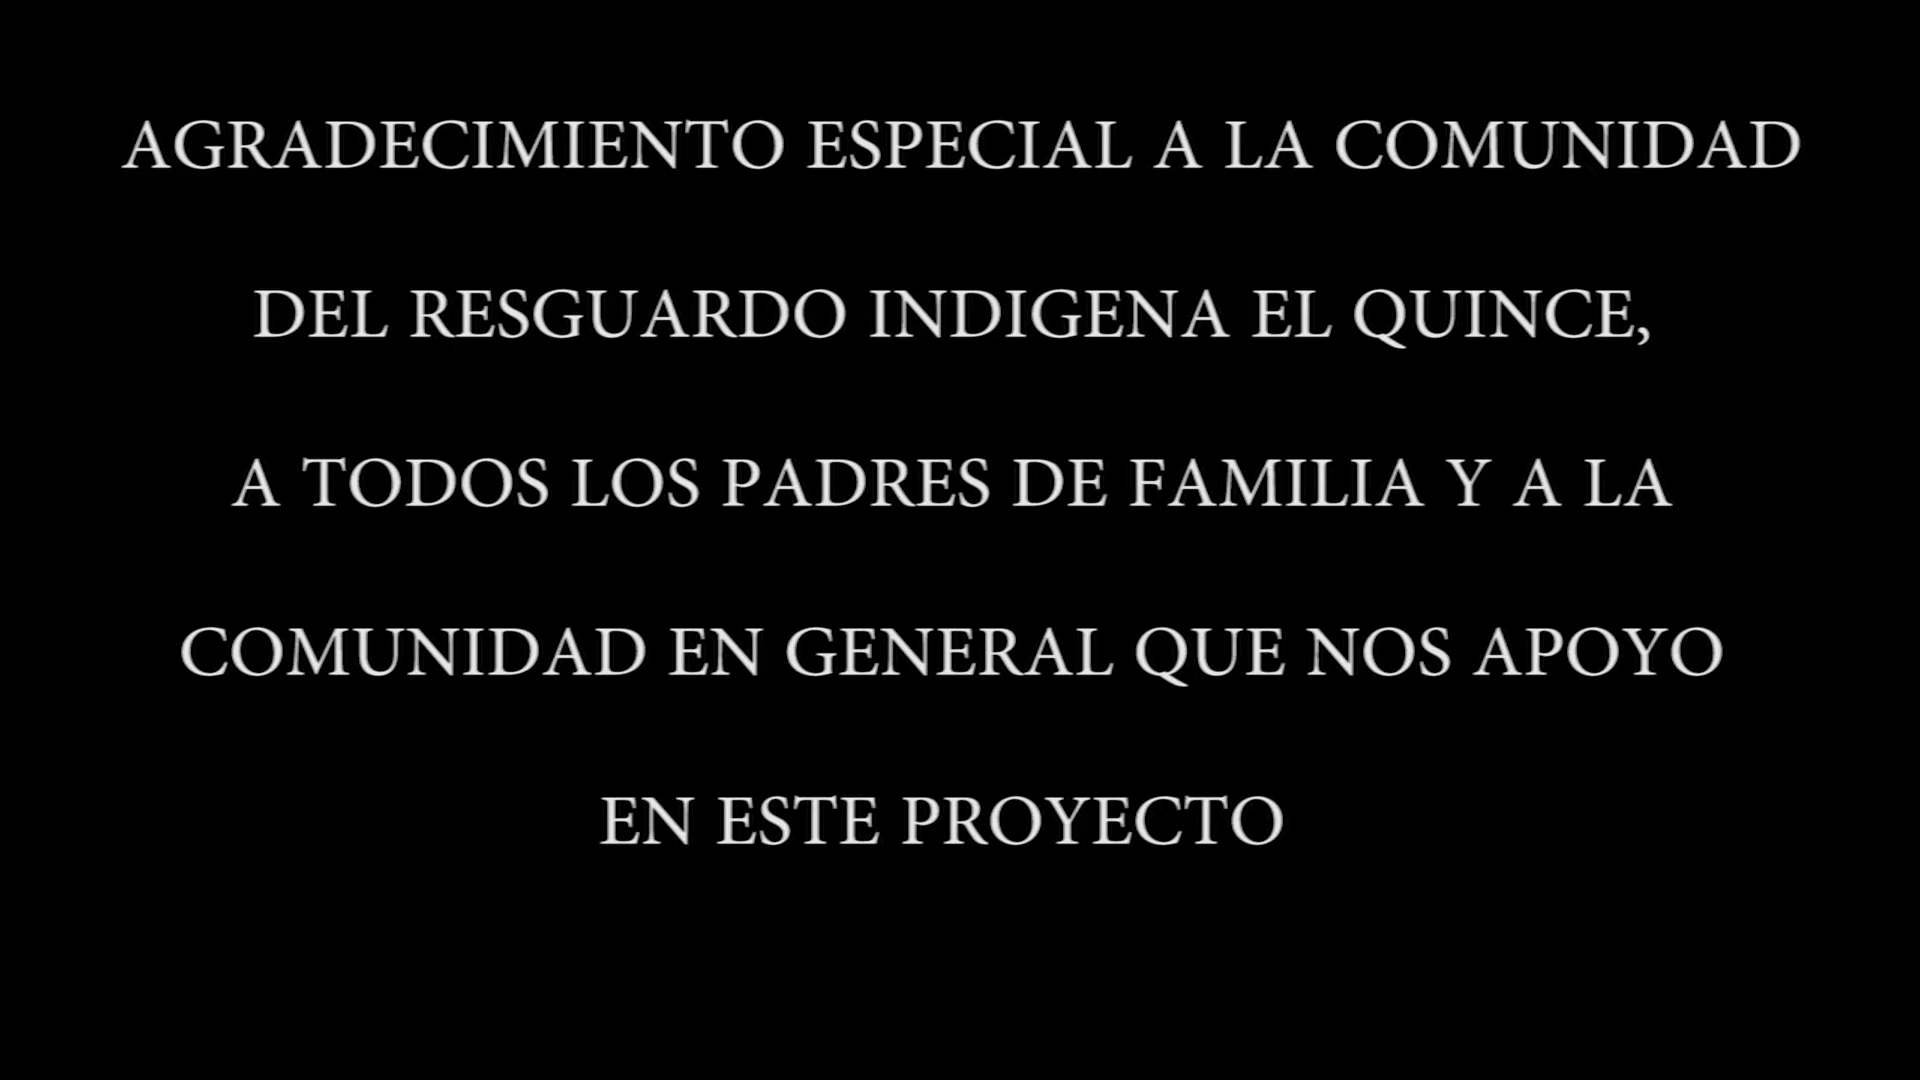 AGRADECIMIENTO ESPECIAL A LA COMUNIDAD
DEL RESGUARDO INDIGENA EL QUINCE,
A TODOS LOS PADRES DE FAMILIA Y A LA
COMUNIDAD EN GENERAL QUE NOS APOYO
EN ESTE PROYECTO